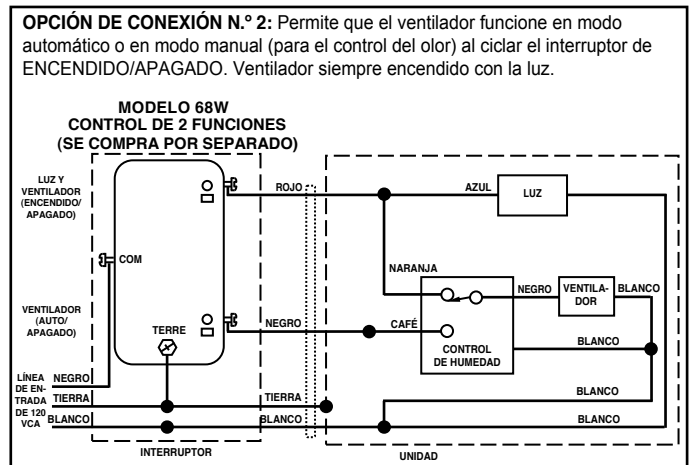 OPCIÓN DE CONEXIÓN N.º 2: Permite que el ventilador funcione en modo
automático o en modo manual (para el control del olor) al ciclar el interruptor de
ENCENDIDO/APAGADO. Ventilador siempre encendido con la luz.
MODELO 68W
CONTROL DE 2 FUNCIONES
(SE COMPRA POR SEPARADO)
LUZ Y
VENTILADOR
(ENCENDIDO/
APAGADO)
ROJO
AZUL
LUZ
COM
NARANJA
NEGRO
VENTILA-
DOR
BLANCO
VENTILADOR
(AUTO/
APAGADO)
TERRE
NEGRO
CAFÉ
CONTROL
DE HUMEDAD
BLANCO
LÍNEA
DE EN-
TRADA
DE 120
VCA
NEGRO
TIERRA
BLANCO
TIERRA
BLANCO
BLANCO
BLANCO
INTERRUPTOR
UNIDAD